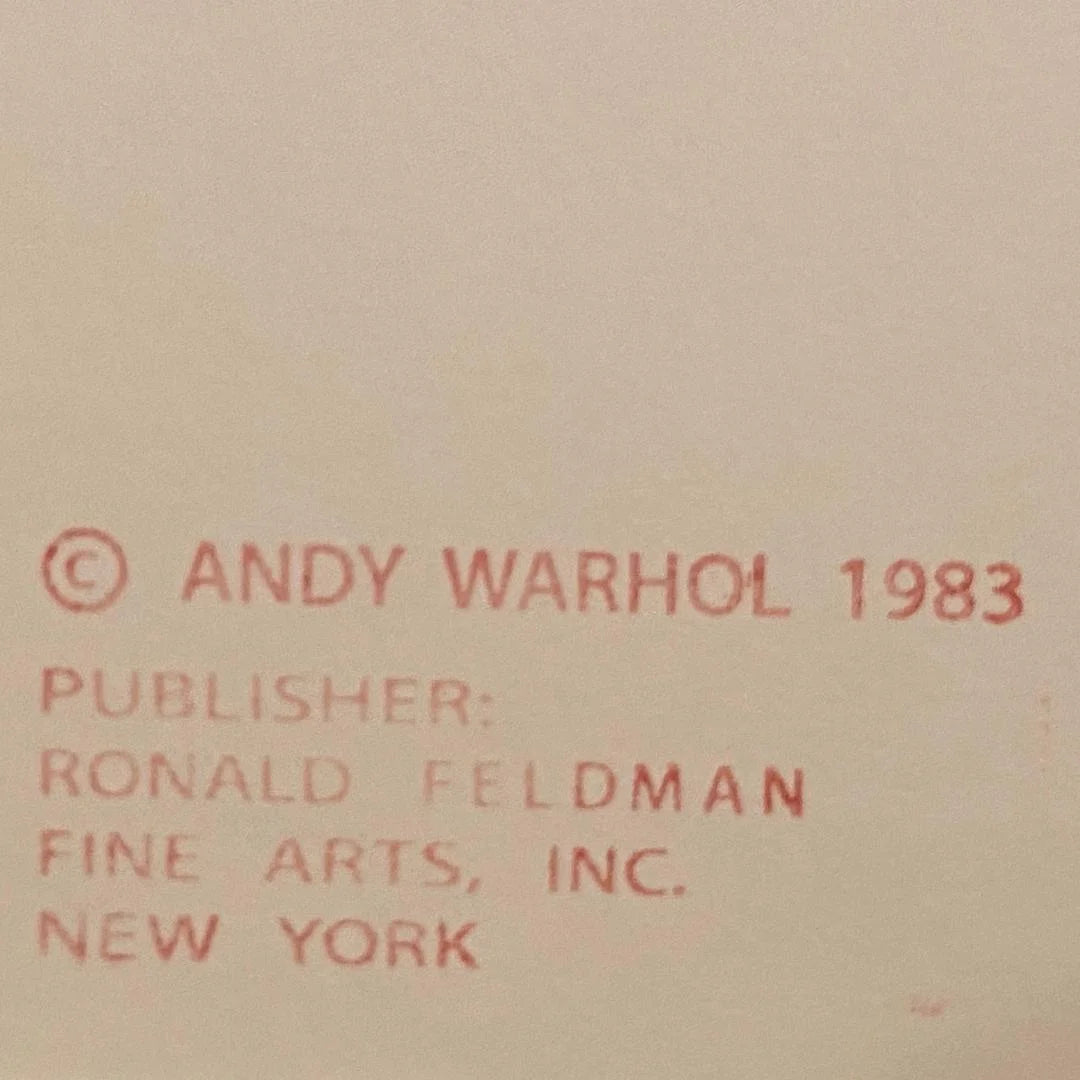 © ANDY WARHOL 1983
PUBLISHER:
RONALD FELDMAN
FINE ARTS, INC.
NEW YORK